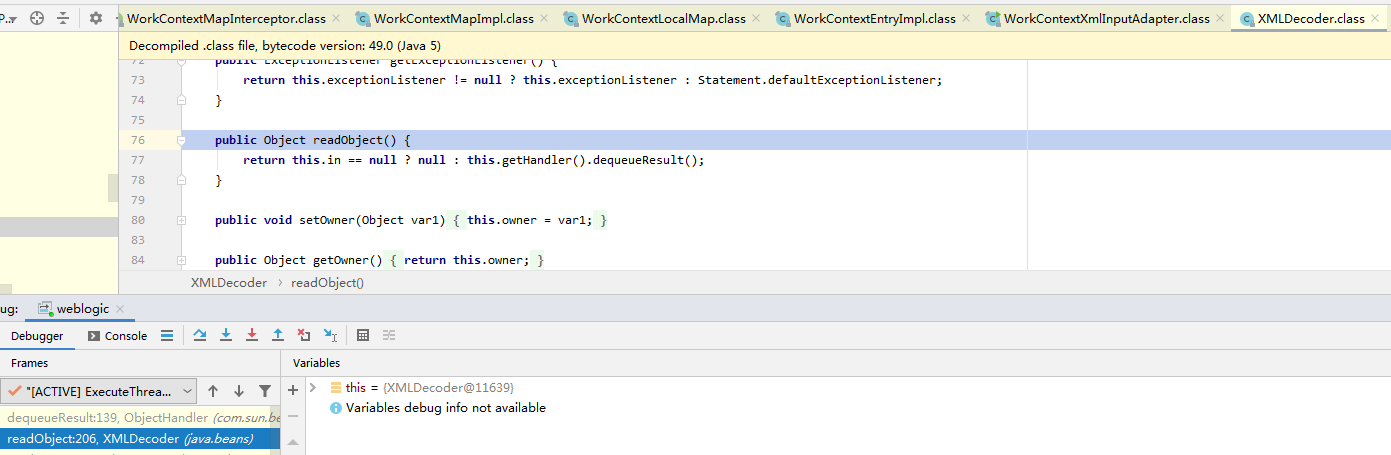 P.
WorkContextMapInterceptor.class WorkContextMapImpl.class WorkContextLocalMap.class WorkContextEntryImpl.class WorkContextXmlInputAdapter.class XMLDecoder.class
Decompiled .class file, bytecode version: 49.0 (Java 5)
72 public ExceptionListener getExceptionListener() {
73 return this.exceptionListener != null ? this.exceptionListener : Statement.defaultExceptionListener;
74 }
75
76 public Object readObject() {
77 return this.in == null ? null : this.getHandler().dequeueResult();
78 }
79
80 public void setOwner(Object var1) { this.owner = var1; }
83
84 public Object getOwner() { return this.owner; }
XMLDecoder › readObject()
ug: weblogic
Debugger Console
Frames Variables
"[ACTIVE] ExecuteThrea... this = {XMLDecoder@11639}
Variables debug info not available
dequeueResult:139, ObjectHandler (com.sun.be
readObject:206, XMLDecoder (java.beans)